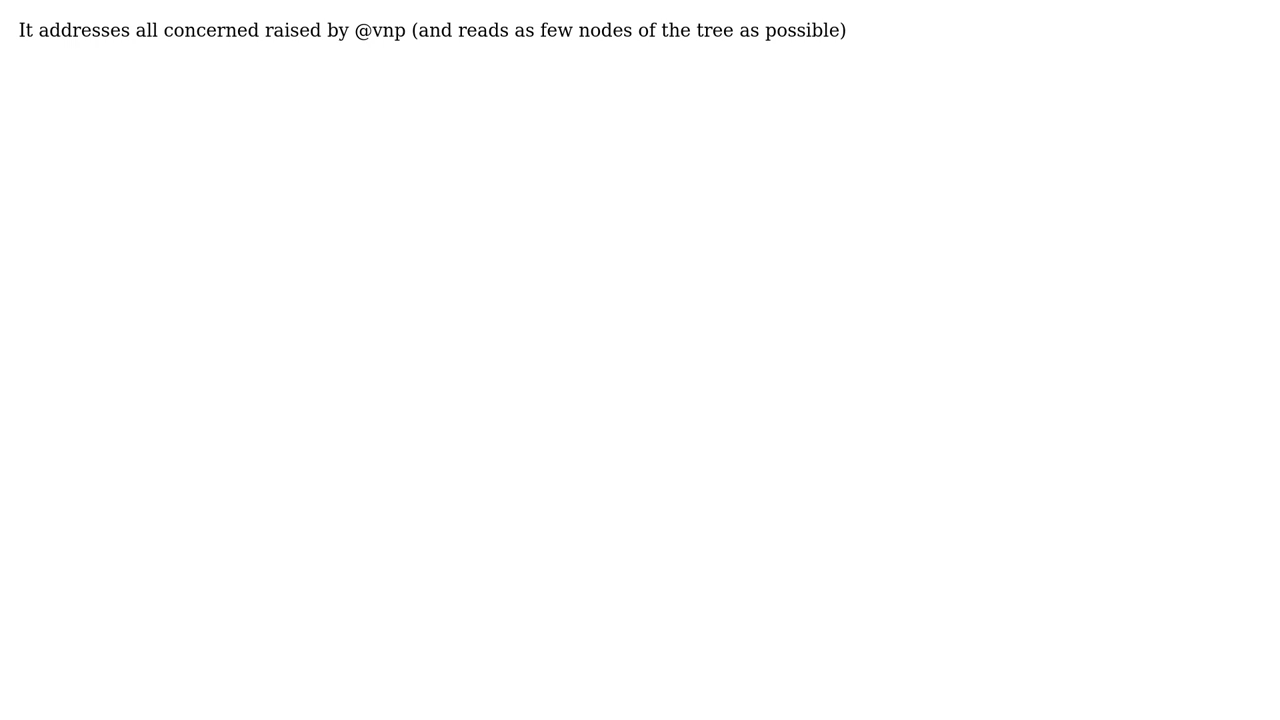 It addresses all concerned raised by @vnp (and reads as few nodes of the tree as possible)